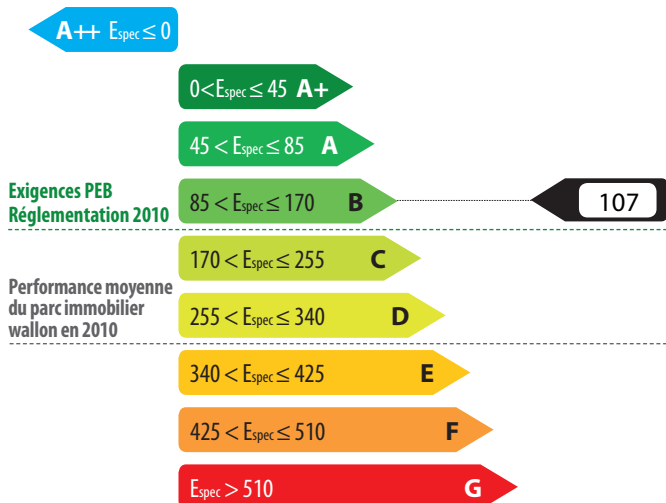 A++ Espec ≤ 0
0 < Espec ≤ 45 A+
45 < Espec ≤ 85 A
Exigences PEB
Réglementation 2010
85 < Espec ≤ 170 B
107
170 < Espec ≤ 255 C
Performance moyenne
du parc immobilier
wallon en 2010
255 < Espec ≤ 340 D
340 < Espec ≤ 425 E
425 < Espec ≤ 510 F
Espec > 510 G